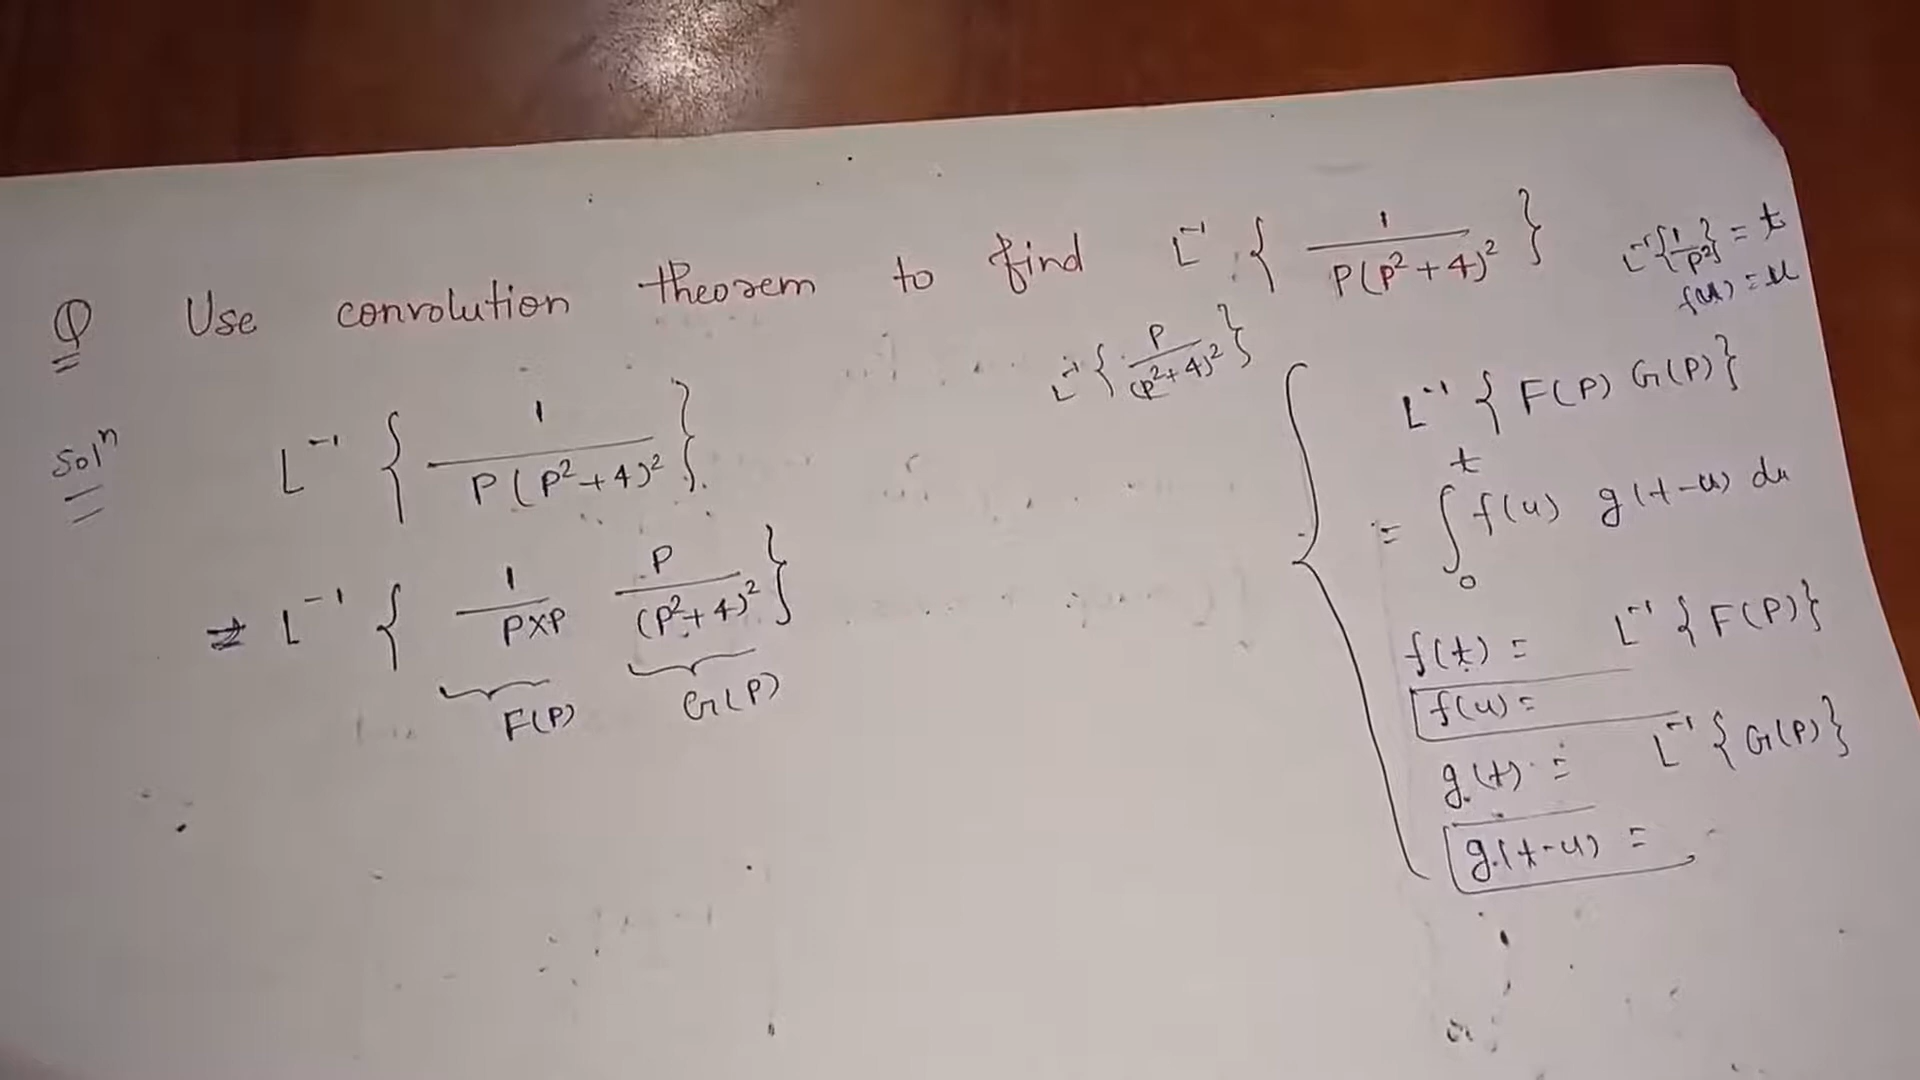 Q Use convolution theorem to find L⁻¹ { 1 / P(P²+4)² }
L⁻¹{1/P²} = t
f(u) = u
L⁻¹ { P / (P²+4)² }
Solⁿ L⁻¹ { 1 / P(P²+4)² }
= L⁻¹ { 1 / P×P P / (P²+4)² }
F(P) G(P)
L⁻¹ { F(P) G(P) }
= ∫₀ᵗ f(u) g(t-u) du
f(t) = L⁻¹ { F(P) }
f(u) =
g(t) = L⁻¹ { G(P) }
g(t-u) =